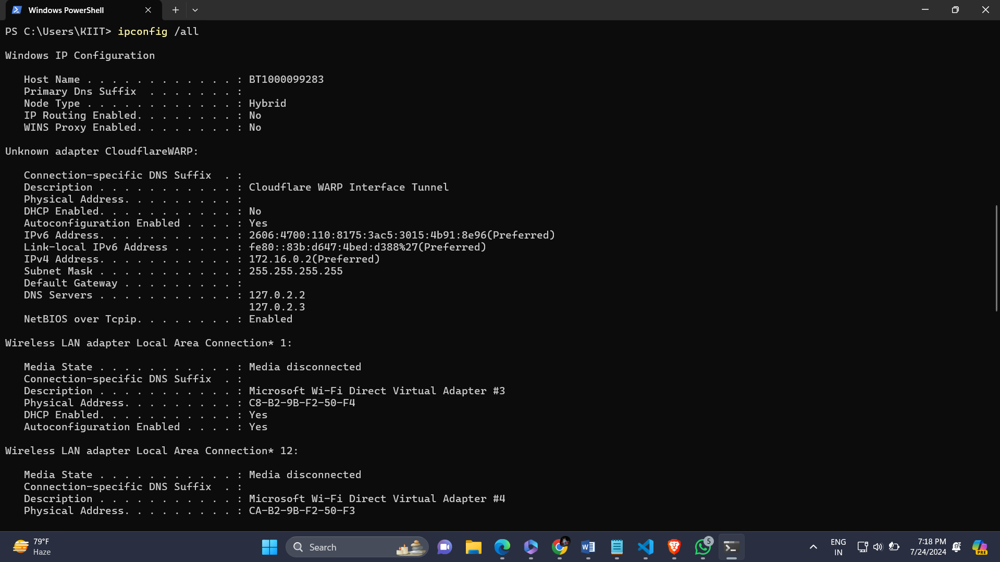 Windows PowerShell
PS C:\Users\KIIT> ipconfig /all
Windows IP Configuration
Host Name . . . . . . . . . . . . : BT1000099283
Primary Dns Suffix  . . . . . . . :
Node Type . . . . . . . . . . . . : Hybrid
IP Routing Enabled. . . . . . . . : No
WINS Proxy Enabled. . . . . . . . : No
Unknown adapter CloudflareWARP:
Connection-specific DNS Suffix  . :
Description . . . . . . . . . . . : Cloudflare WARP Interface Tunnel
Physical Address. . . . . . . . . :
DHCP Enabled. . . . . . . . . . . : No
Autoconfiguration Enabled . . . . : Yes
IPv6 Address. . . . . . . . . . . : 2606:4700:110:8175:3ac5:3015:4b91:8e96(Preferred)
Link-local IPv6 Address . . . . . : fe80::83b:d647:4bed:d388%27(Preferred)
IPv4 Address. . . . . . . . . . . : 172.16.0.2(Preferred)
Subnet Mask . . . . . . . . . . . : 255.255.255.255
Default Gateway . . . . . . . . . :
DNS Servers . . . . . . . . . . . : 127.0.2.2
127.0.2.3
NetBIOS over Tcpip. . . . . . . . : Enabled
Wireless LAN adapter Local Area Connection* 1:
Media State . . . . . . . . . . . : Media disconnected
Connection-specific DNS Suffix  . :
Description . . . . . . . . . . . : Microsoft Wi-Fi Direct Virtual Adapter #3
Physical Address. . . . . . . . . : C8-B2-9B-F2-50-F4
DHCP Enabled. . . . . . . . . . . : Yes
Autoconfiguration Enabled . . . . : Yes
Wireless LAN adapter Local Area Connection* 12:
Media State . . . . . . . . . . . : Media disconnected
Connection-specific DNS Suffix  . :
Description . . . . . . . . . . . : Microsoft Wi-Fi Direct Virtual Adapter #4
Physical Address. . . . . . . . . : CA-B2-9B-F2-50-F3
79°F
Haze
Search
W
5
ENG
IN
7:18 PM
7/24/2024
PRE